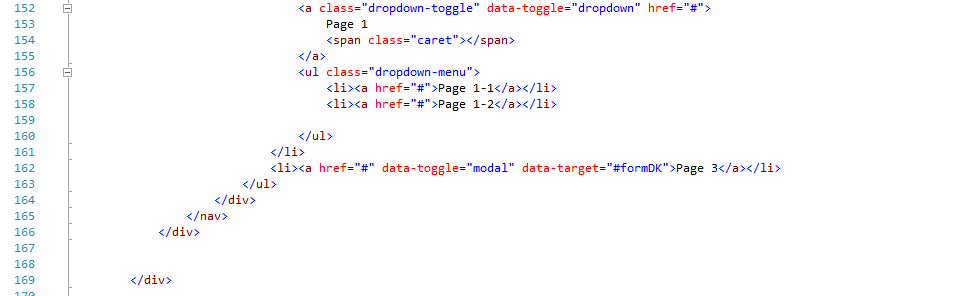 152 <a class="dropdown-toggle" data-toggle="dropdown" href="#">
153 Page 1
154 <span class="caret"></span>
155 </a>
156 <ul class="dropdown-menu">
157 <li><a href="#">Page 1-1</a></li>
158 <li><a href="#">Page 1-2</a></li>
159
160 </ul>
161 </li>
162 <li><a href="#" data-toggle="modal" data-target="#formDK">Page 3</a></li>
163 </ul>
164 </div>
165 </nav>
166 </div>
167
168
169 </div>
170